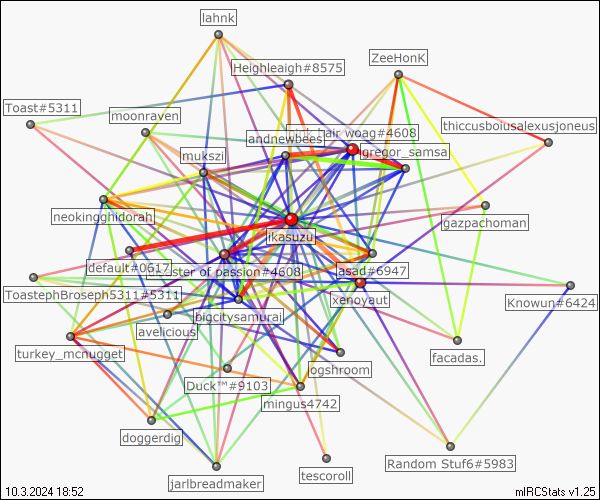 lahnk
Heighleaigh#8575
ZeeHonK
Toast#5311
moonraven
hair woag#4608
thiccusboiusalexusjoneus
andnewbees
mukszi
gregor_samsa
neokingghidorah
gazpachoman
ikasuzu
default#0617
of passion#4608
asad#6947
ToastephBroseph5311#5311
xenoyaut
Knowun#6424
avelicious
bigcitysamurai
turkey_mcnugget
ogshroom
facadas.
Duck™#9103
mingus4742
doggerdig
Random Stuf6#5983
jarlbreadmaker
tescoroll
10.3.2024 18:52
mIRCStats v1.25